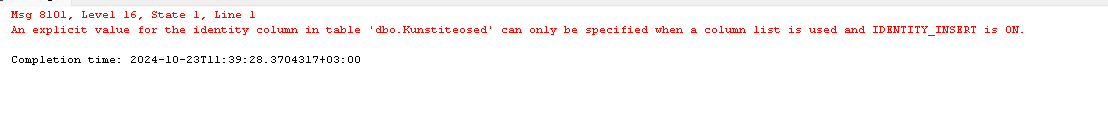 Msg 8101, Level 16, State 1, Line 1
An explicit value for the identity column in table 'dbo.Kunstiteosed' can only be specified when a column list is used and IDENTITY_INSERT is ON.
Completion time: 2024-10-23T11:39:28.3704317+03:00